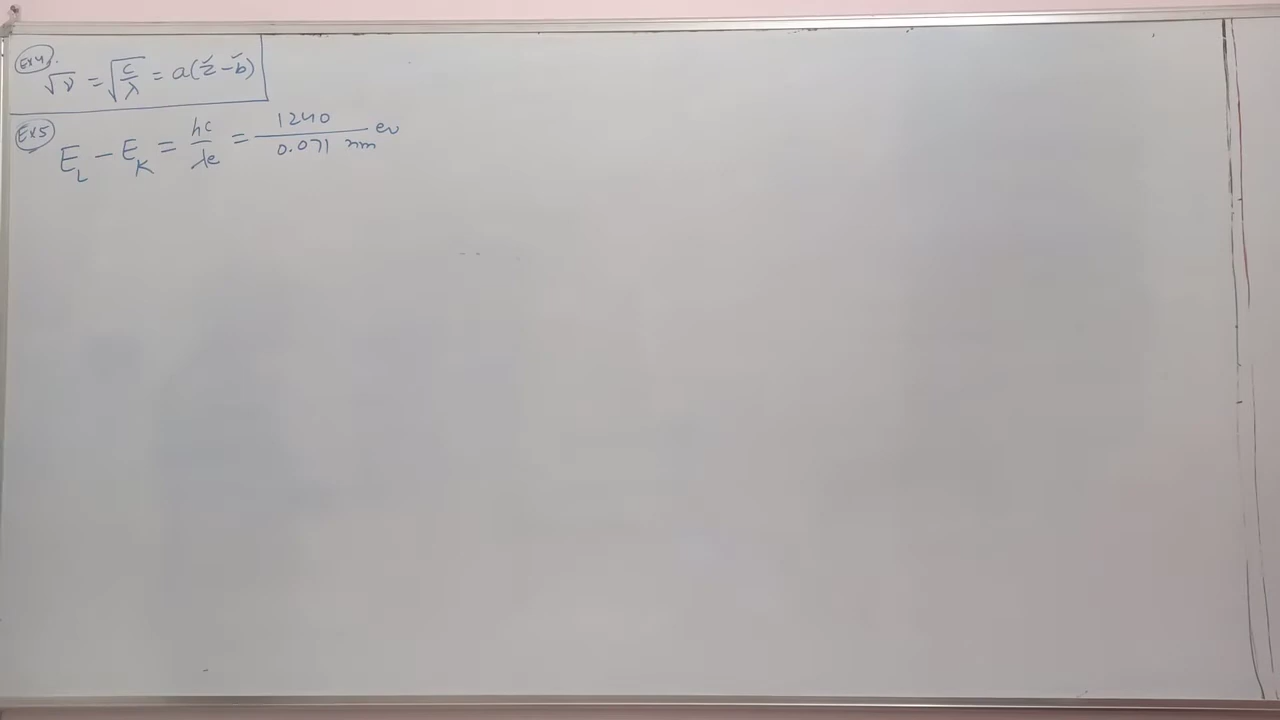 Ex4.
√ν = √(c/λ) = a(z-b)
Ex5
E_L - E_K = hc/λe = 1240/0.071 nm ev